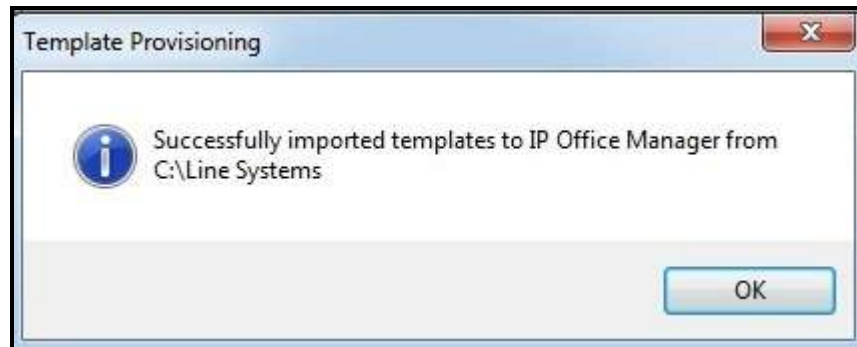 Template Provisioning
Successfully imported templates to IP Office Manager from
C:\Line Systems
OK